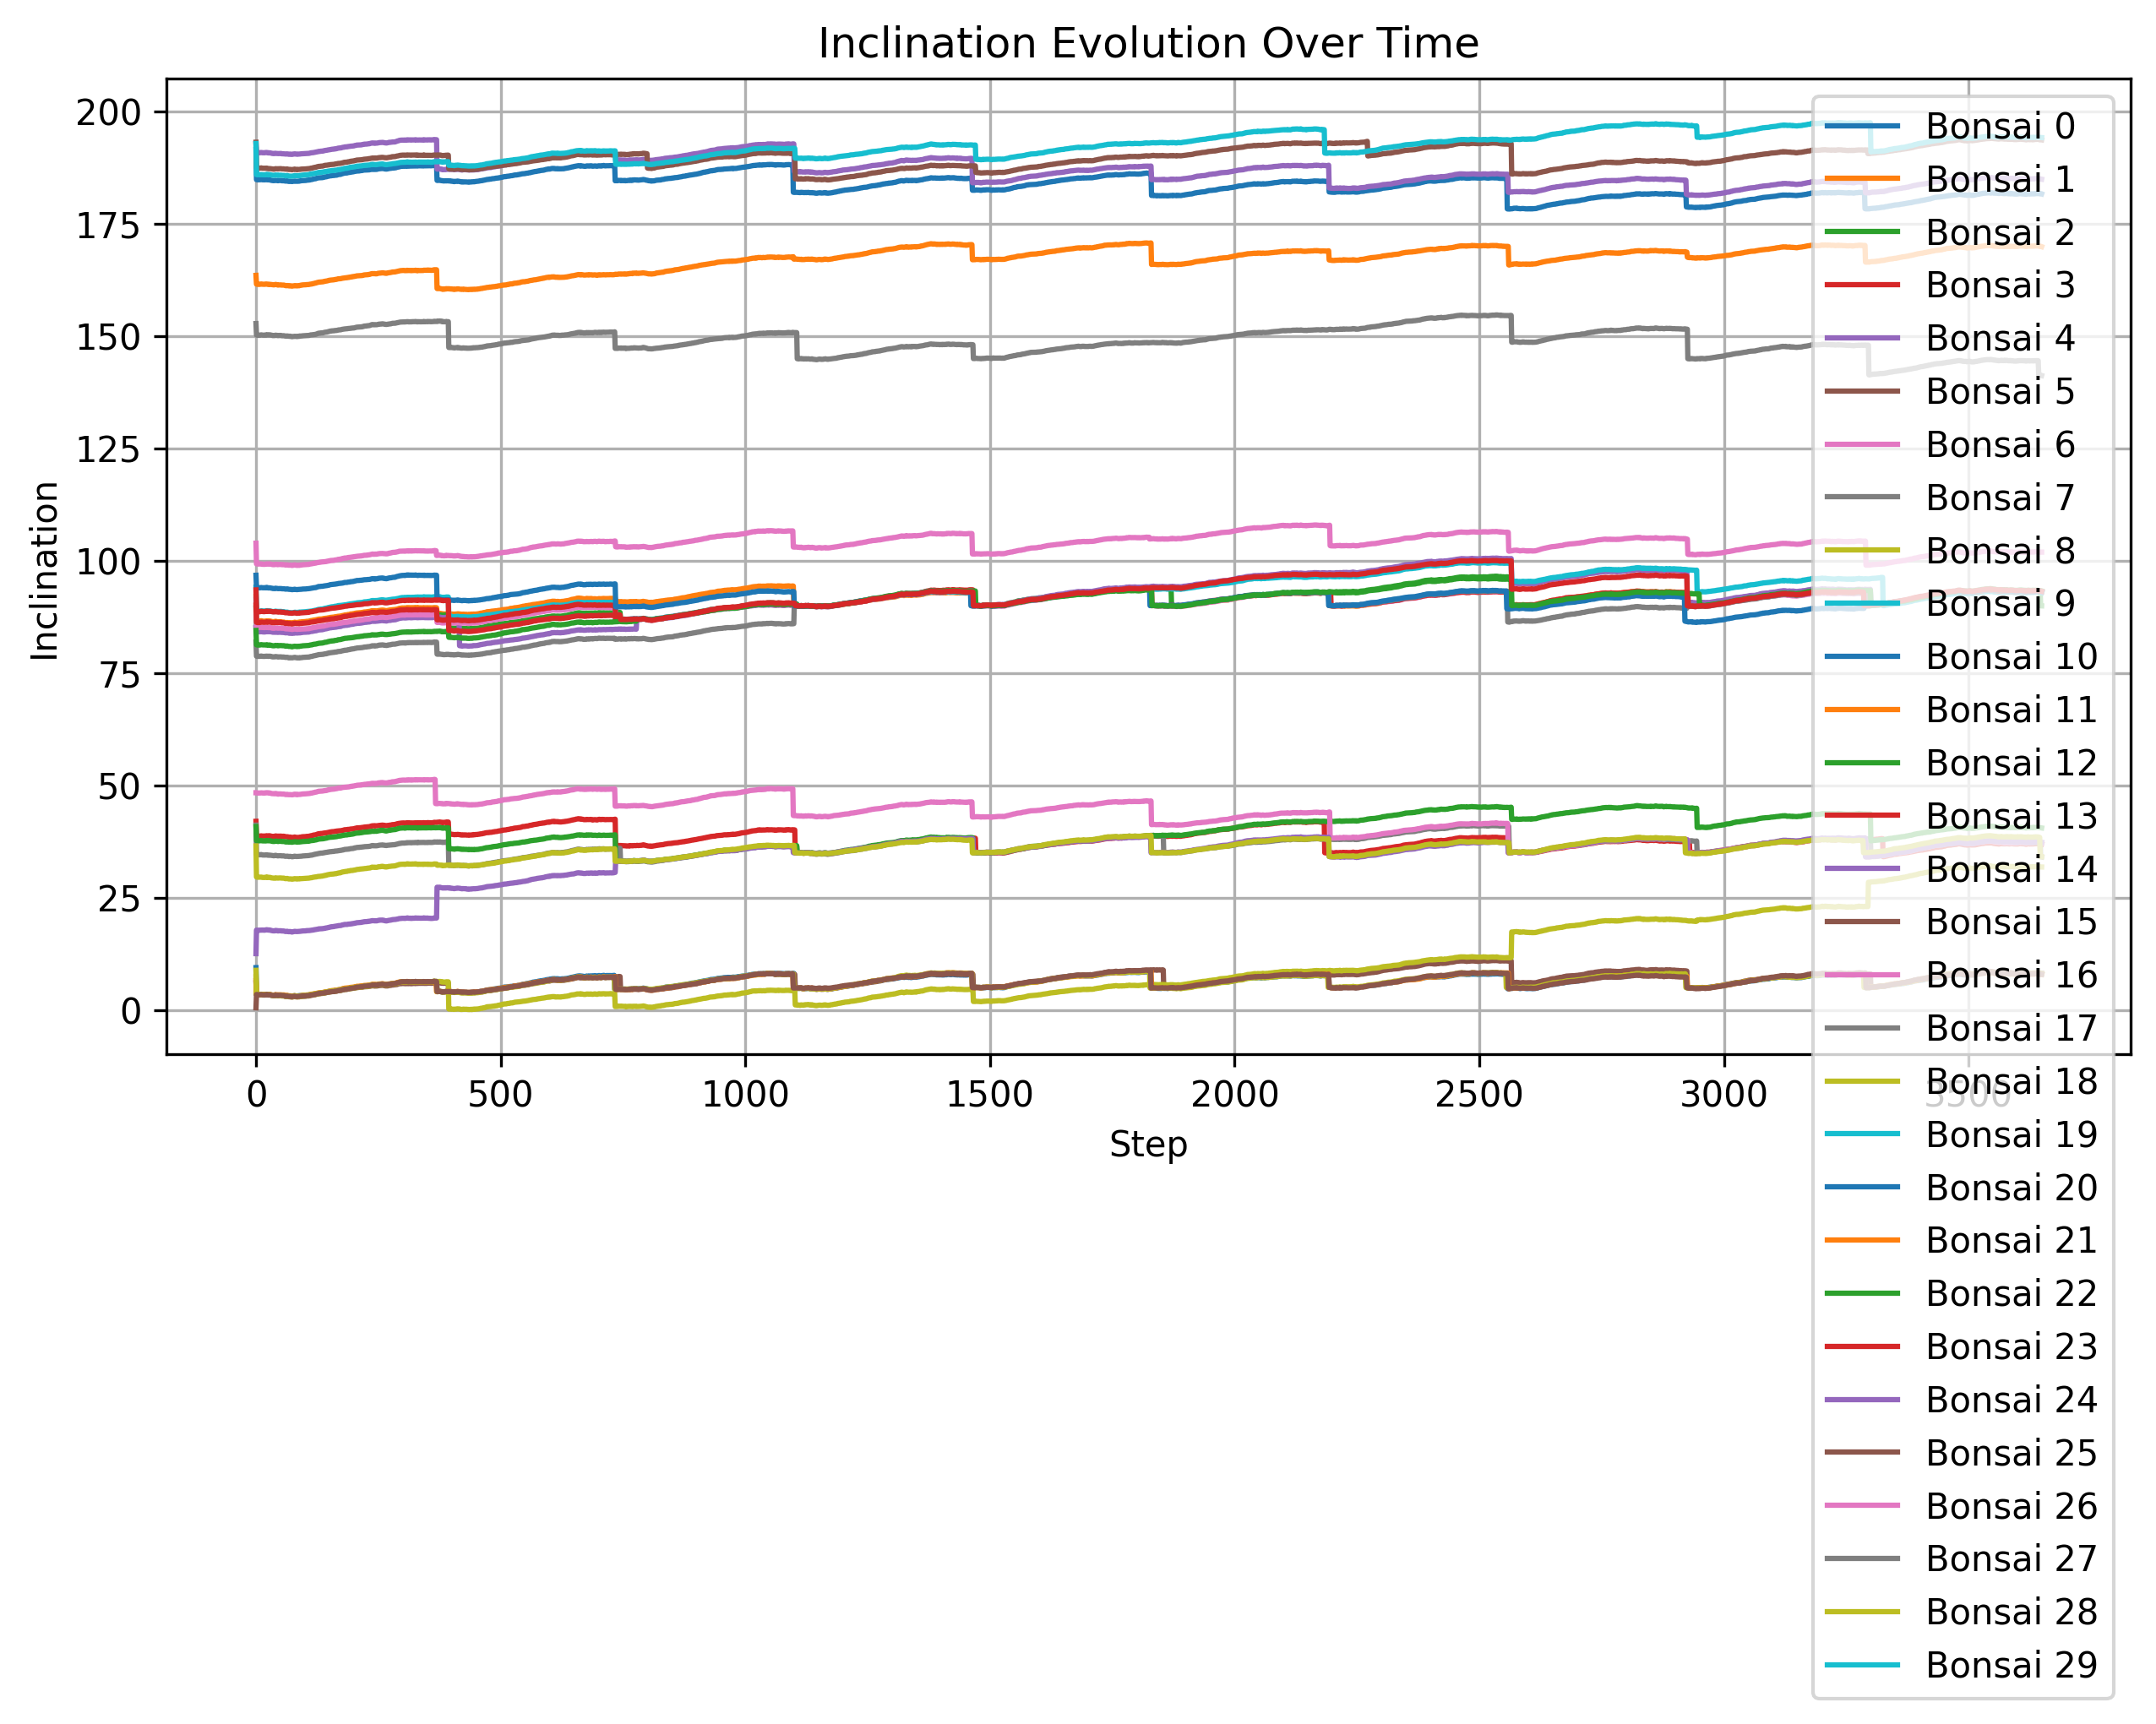 Inclination Evolution Over Time
Inclination
200
175
150
125
100
75
50
25
0
0
500
1000
1500
2000
2500
3000
3500
Step
Bonsai 0
Bonsai 1
Bonsai 2
Bonsai 3
Bonsai 4
Bonsai 5
Bonsai 6
Bonsai 7
Bonsai 8
Bonsai 9
Bonsai 10
Bonsai 11
Bonsai 12
Bonsai 13
Bonsai 14
Bonsai 15
Bonsai 16
Bonsai 17
Bonsai 18
Bonsai 19
Bonsai 20
Bonsai 21
Bonsai 22
Bonsai 23
Bonsai 24
Bonsai 25
Bonsai 26
Bonsai 27
Bonsai 28
Bonsai 29